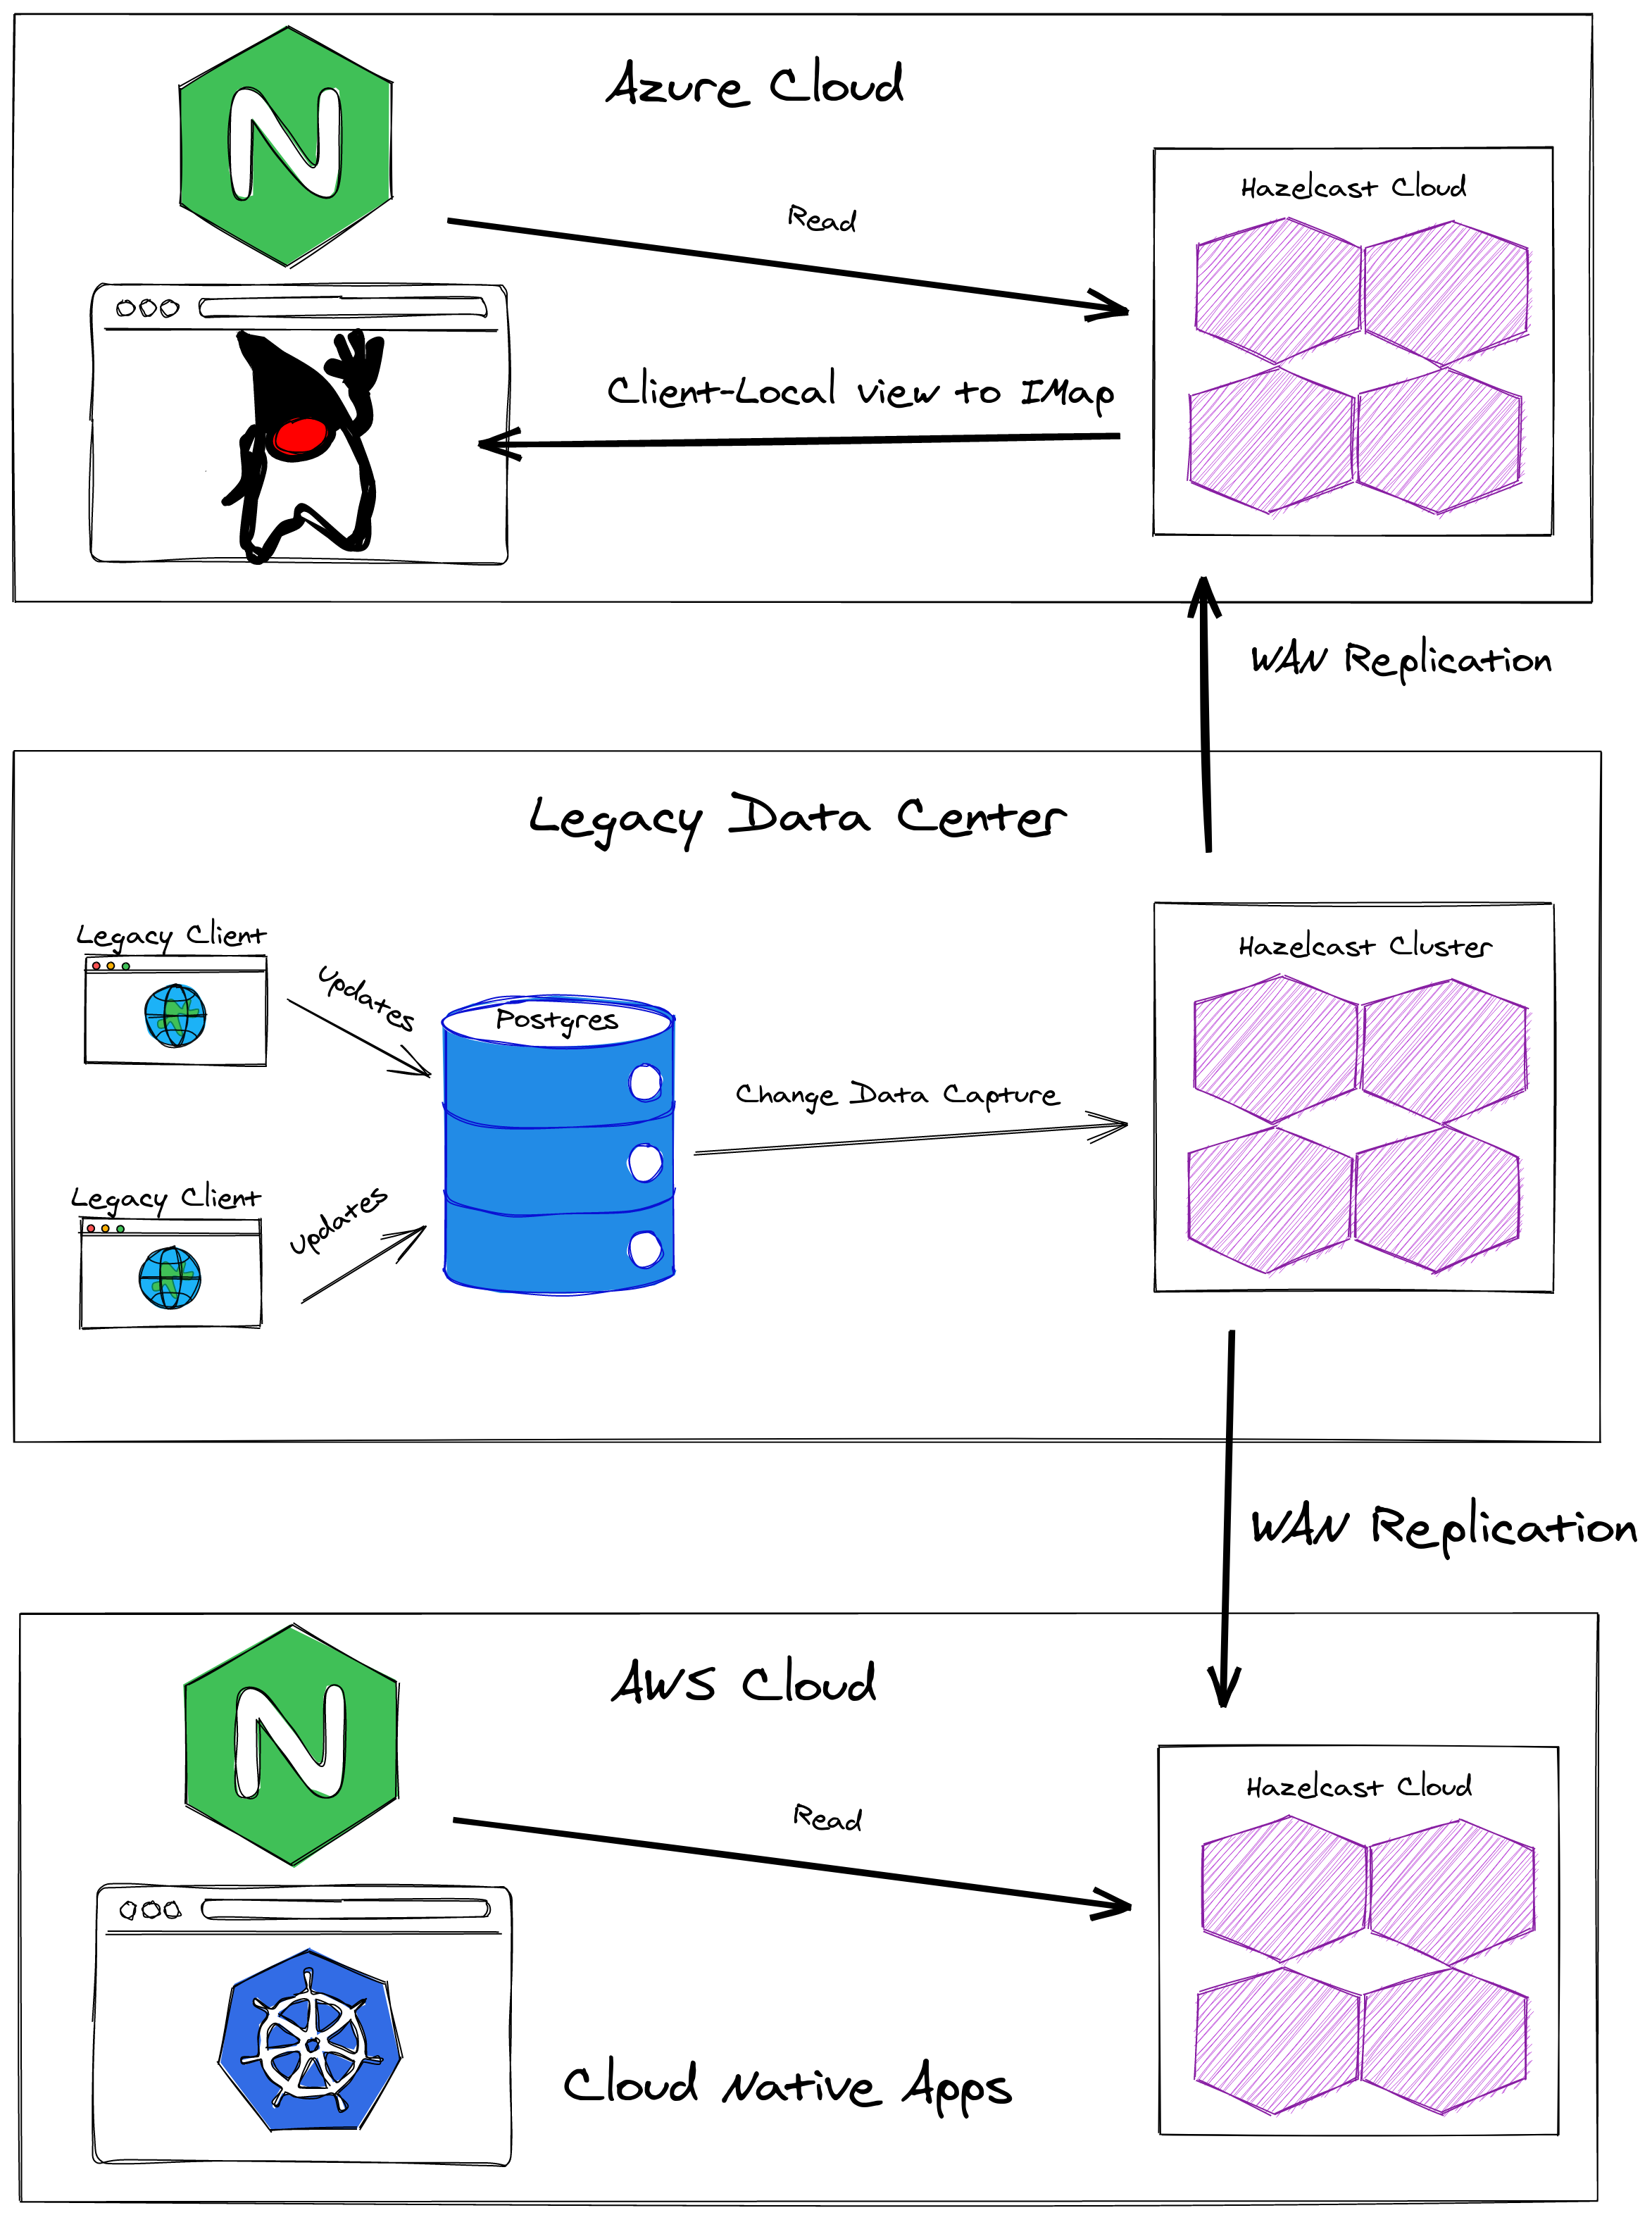 N
Azure Cloud
Hazelcast Cloud
Read
Client-Local view to IMap
WAN Replication
Legacy Data Center
Legacy Client
Updates
Hazelcast Cluster
Postgres
Change Data Capture
Legacy Client
Updates
WAN Replication
N
AWS Cloud
Hazelcast Cloud
Read
Cloud Native Apps